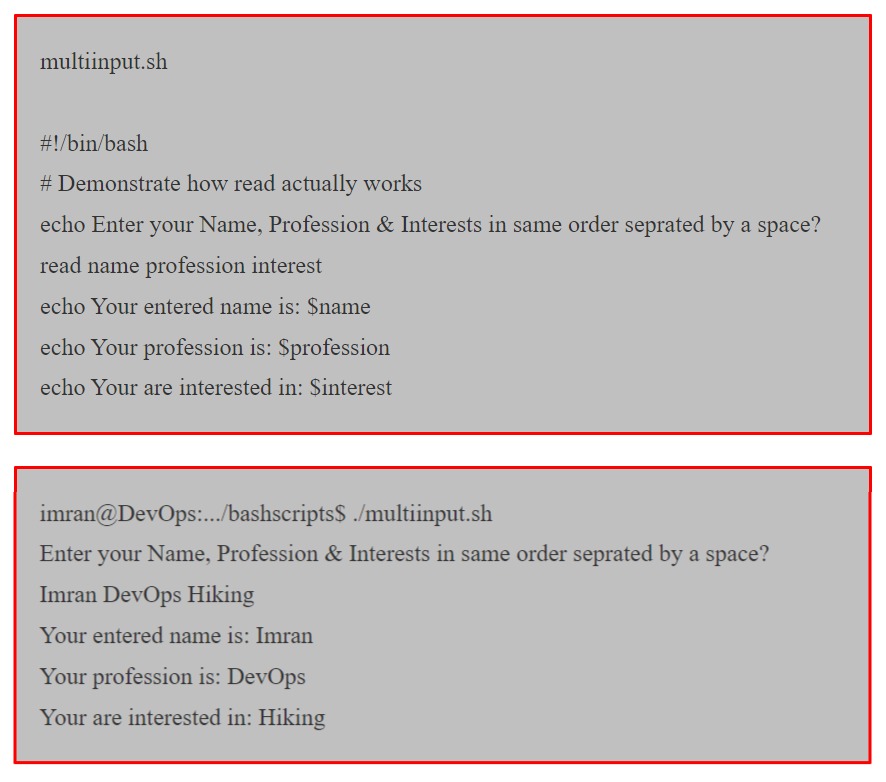 multiinput.sh
#!/bin/bash
# Demonstrate how read actually works
echo Enter your Name, Profession & Interests in same order seprated by a space?
read name profession interest
echo Your entered name is: $name
echo Your profession is: $profession
echo Your are interested in: $interest
imran@DevOps:.../bashscripts$ ./multiinput.sh
Enter your Name, Profession & Interests in same order seprated by a space?
Imran DevOps Hiking
Your entered name is: Imran
Your profession is: DevOps
Your are interested in: Hiking